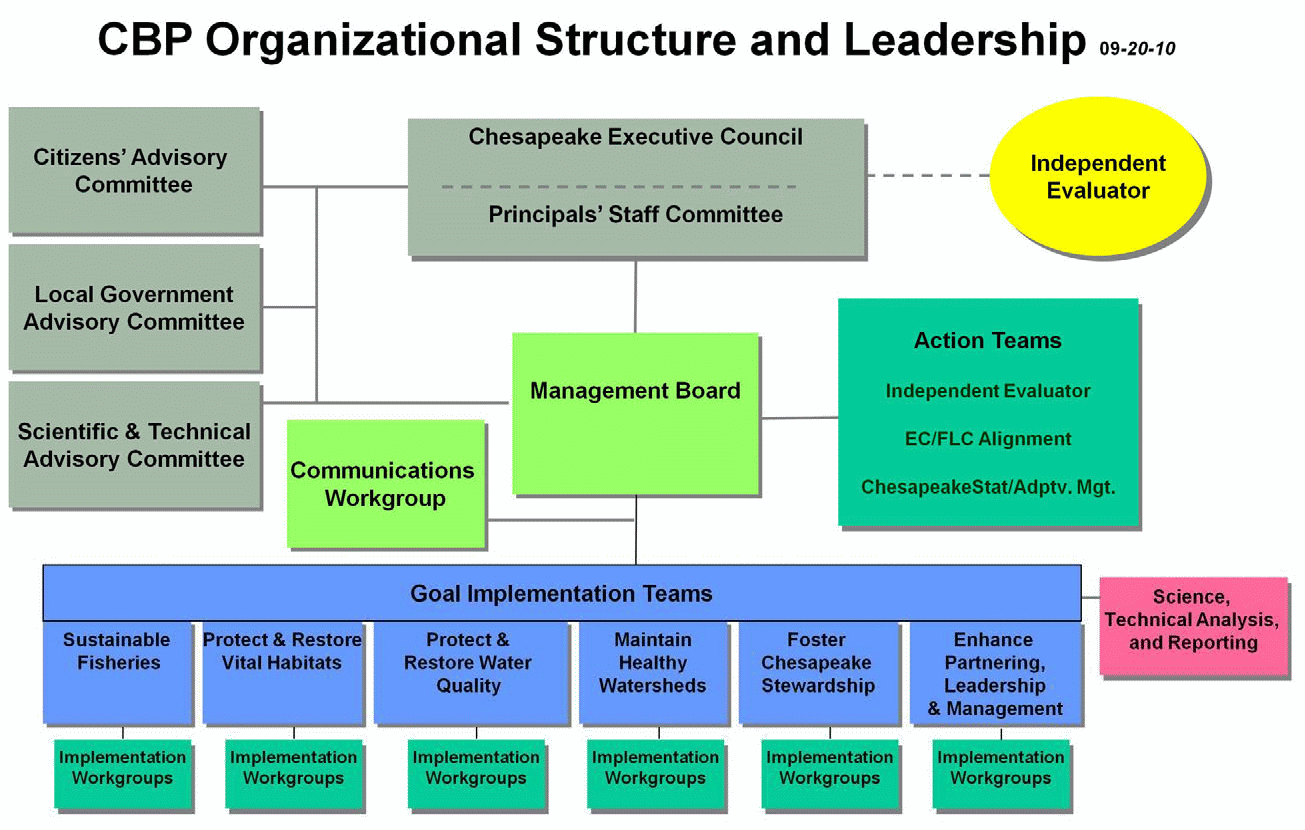 CBP Organizational Structure and Leadership 09-20-10
Citizens’ Advisory
Committee
Local Government
Advisory Committee
Scientific & Technical
Advisory Committee
Chesapeake Executive Council
Principals’ Staff Committee
Independent
Evaluator
Management Board
Communications
Workgroup
Action Teams
Independent Evaluator
EC/FLC Alignment
ChesapeakeStat/Adptv. Mgt.
Goal Implementation Teams
Sustainable
Fisheries
Protect & Restore
Vital Habitats
Protect &
Restore Water
Quality
Maintain
Healthy
Watersheds
Foster
Chesapeake
Stewardship
Enhance
Partnering,
Leadership
& Management
Science,
Technical Analysis,
and Reporting
Implementation
Workgroups
Implementation
Workgroups
Implementation
Workgroups
Implementation
Workgroups
Implementation
Workgroups
Implementation
Workgroups